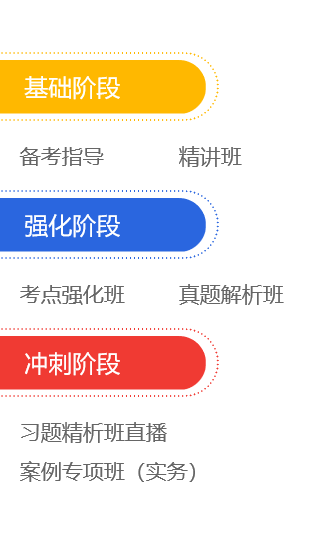 基础阶段
备考指导 精讲班
强化阶段
考点强化班 真题解析班
冲刺阶段
习题精析班直播
案例专项班（实务）